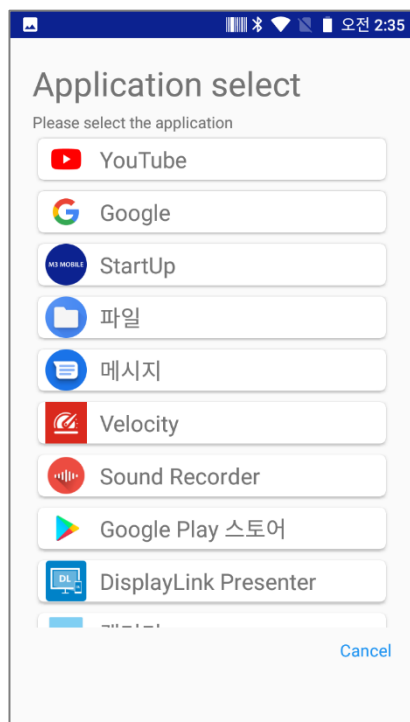 오전 2:35
Application select
Please select the application
YouTube
Google
M3 MOBILE
StartUp
파일
메시지
Velocity
Sound Recorder
Google Play 스토어
DL
DisplayLink Presenter
Cancel